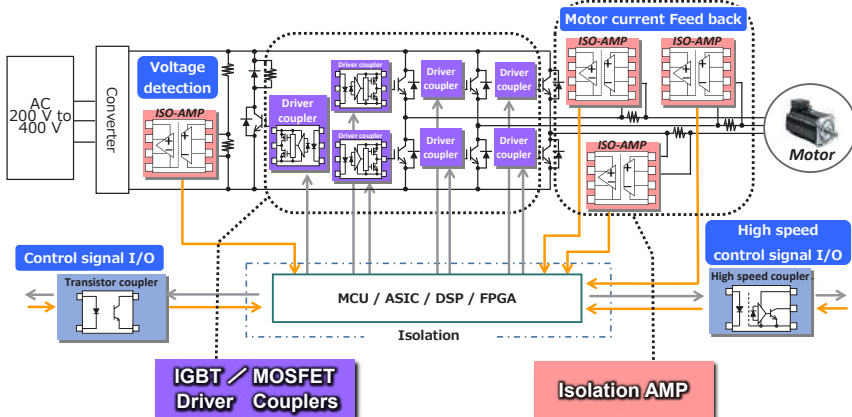 Motor current Feed back
ISO-AMP
ISO-AMP
Voltage
detection
Driver coupler
Driver
coupler
Driver
coupler
AC
200 V to
400 V
Converter
ISO-AMP
Driver
coupler
Driver coupler
Driver
coupler
Driver
coupler
ISO-AMP
Motor
Control signal I/O
High speed
control signal I/O
Transistor coupler
MCU / ASIC / DSP / FPGA
High speed coupler
Isolation
IGBT ／ MOSFET
Driver Couplers
Isolation AMP